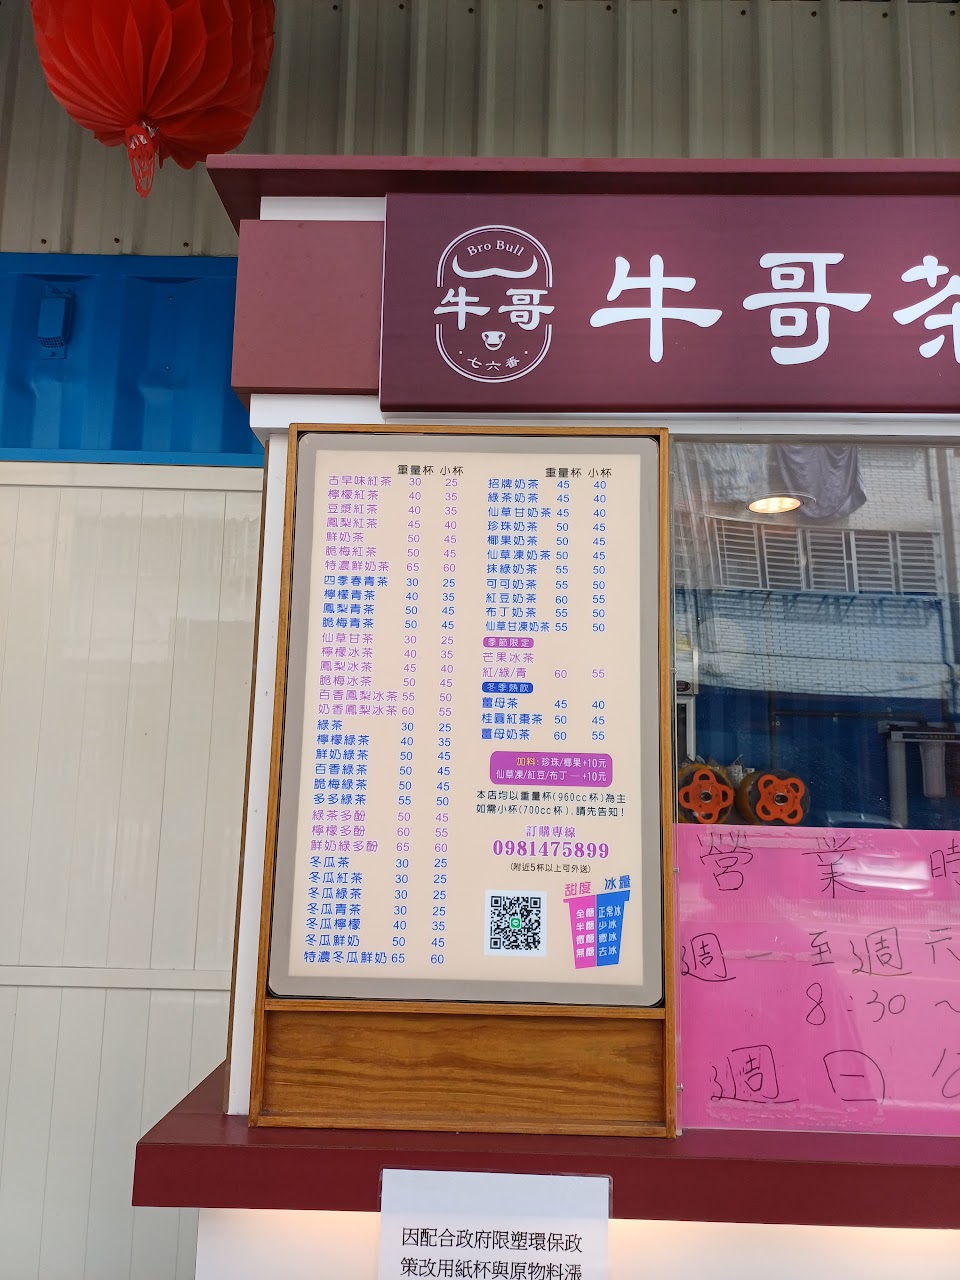 Bro Bull
牛哥
·七六番·
牛哥茶
重量杯 小杯
古早味紅茶 30 25
檸檬紅茶 40 35
豆漿紅茶 40 35
鳳梨紅茶 45 40
鮮奶茶 50 45
脆梅紅茶 50 45
特濃鮮奶茶 65 60
四季春青茶 30 25
檸檬青茶 40 35
鳳梨青茶 50 45
脆梅青茶 50 45
仙草甘茶 30 25
檸檬冰茶 40 35
鳳梨冰茶 45 40
脆梅冰茶 50 45
百香鳳梨冰茶 55 50
奶香鳳梨冰茶 60 55
綠茶 30 25
檸檬綠茶 40 35
鮮奶綠茶 50 45
百香綠茶 50 45
脆梅綠茶 50 45
多多綠茶 55 50
綠茶多酚 50 45
檸檬多酚 60 55
鮮奶綠多酚 65 60
冬瓜茶 30 25
冬瓜紅茶 30 25
冬瓜綠茶 30 25
冬瓜青茶 30 25
冬瓜檸檬 40 35
冬瓜鮮奶 50 45
特濃冬瓜鮮奶 65 60
重量杯 小杯
招牌奶茶 45 40
綠茶奶茶 45 40
仙草甘奶茶 45 40
珍珠奶茶 50 45
椰果奶茶 50 45
仙草凍奶茶 50 45
抹綠奶茶 55 50
可可奶茶 55 50
紅豆奶茶 60 55
布丁奶茶 55 50
仙草甘凍奶茶 55 50
季節限定
芒果冰茶
紅/綠/青 60 55
冬季熱飲
薑母茶 45 40
桂圓紅棗茶 50 45
薑母奶茶 60 55
加料:珍珠/椰果+10元
仙草凍/紅豆/布丁一+10元
本店均以重量杯(960cc杯)為主
如需小杯(700cc杯),請先告知!
訂購專線
0981475899
(附近5杯以上可外送)
甜度 冰量
全糖 正常冰
半糖 少冰
微糖 微冰
無糖 去冰
營業時
週一至週元
8:30~
週日公
因配合政府限塑環保政
策改用紙杯與原物料漲